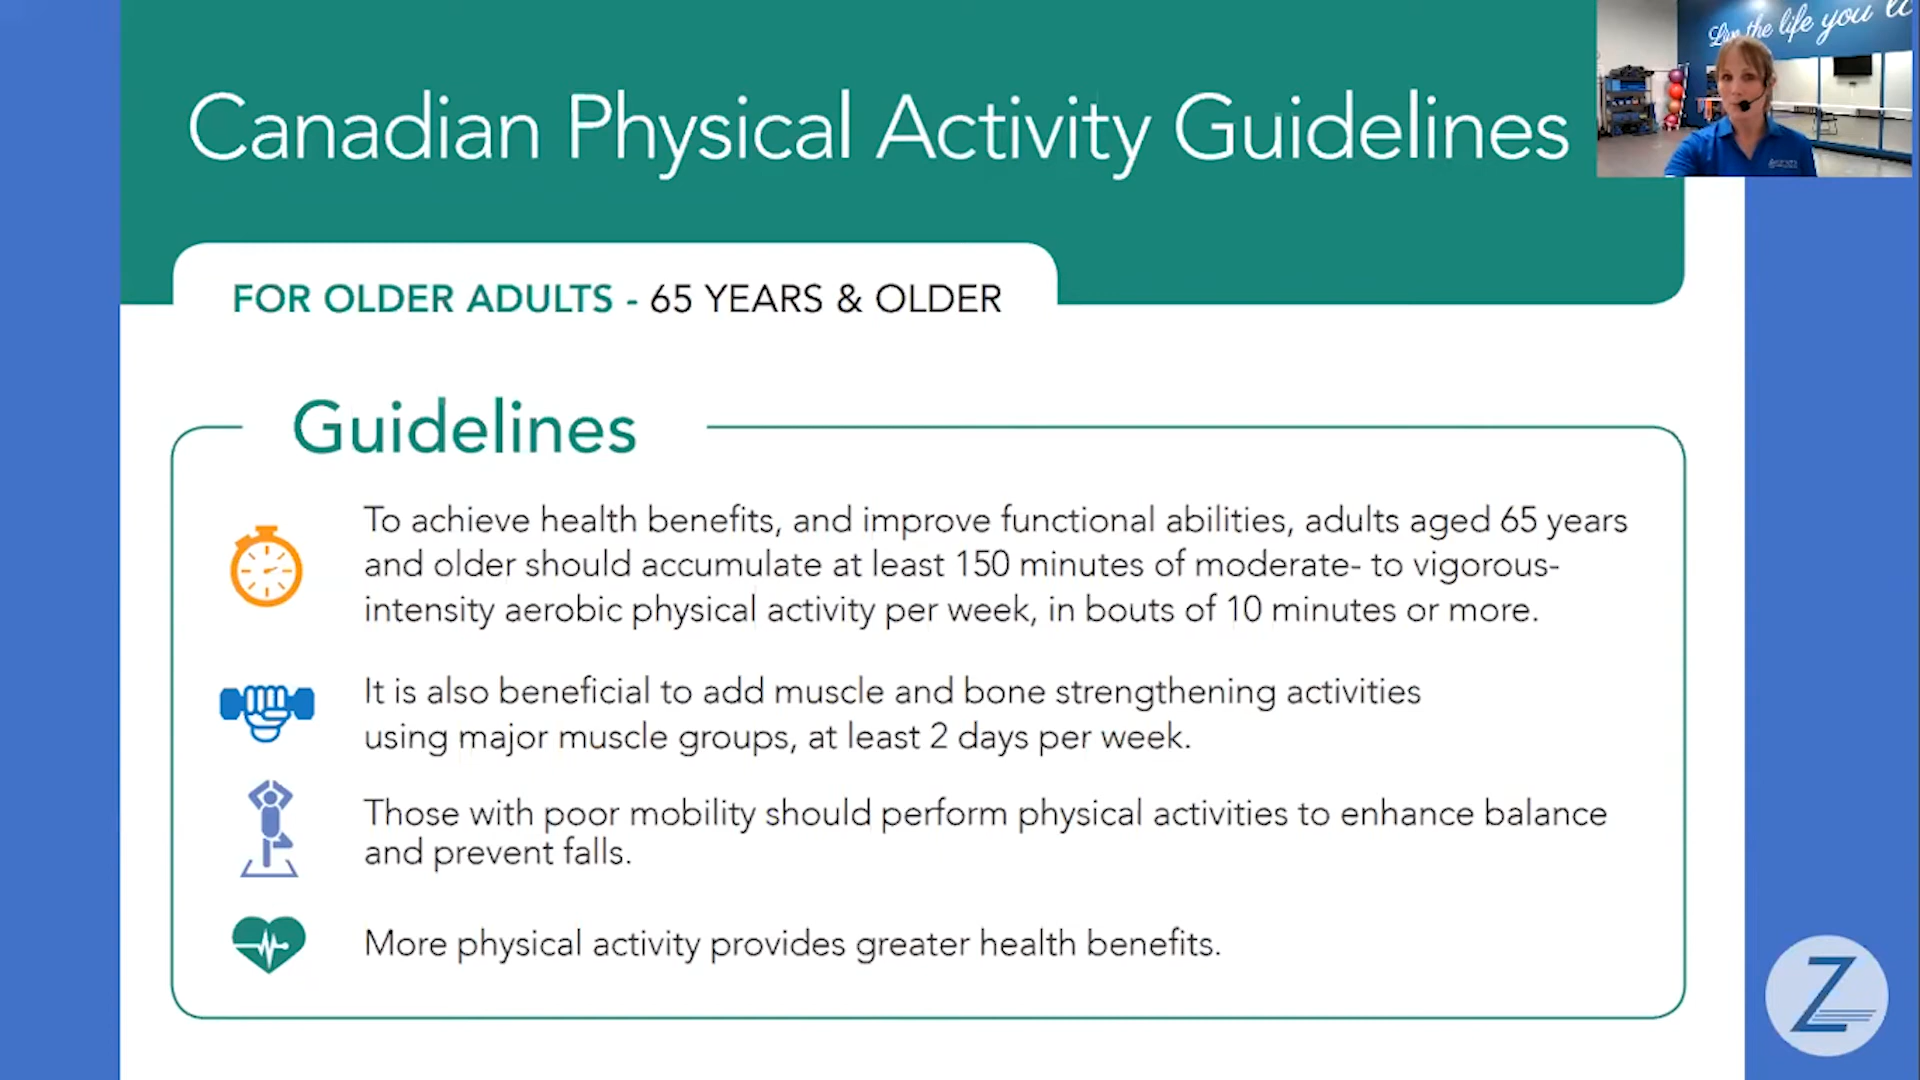 Canadian Physical Activity Guidelines
Live the life you
FOR OLDER ADULTS - 65 YEARS & OLDER
Guidelines
To achieve health benefits, and improve functional abilities, adults aged 65 years
and older should accumulate at least 150 minutes of moderate- to vigorous-
intensity aerobic physical activity per week, in bouts of 10 minutes or more.
It is also beneficial to add muscle and bone strengthening activities
using major muscle groups, at least 2 days per week.
Those with poor mobility should perform physical activities to enhance balance
and prevent falls.
More physical activity provides greater health benefits.
Z